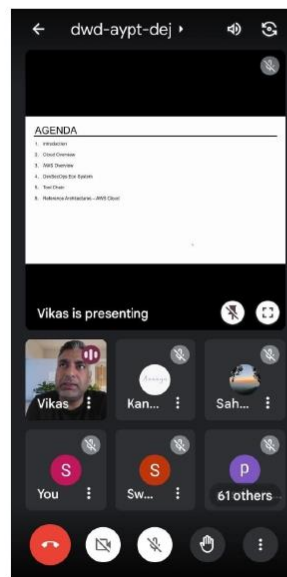 dwd-aypt-dej
AGENDA
1. Introduction
2. Cloud Overview
3. AWS Overview
4. DevSecOps Eco System
5. Tool Chain
6. Reference Architectures – AWS Cloud
Vikas is presenting
Vikas
Kan...
Sah...
S
S
p
You
Sw...
61 others